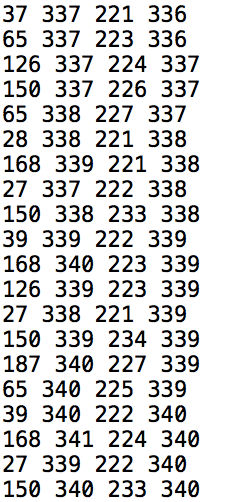 37 337 221 336
65 337 223 336
126 337 224 337
150 337 226 337
65 338 227 337
28 338 221 338
168 339 221 338
27 337 222 338
150 338 233 338
39 339 222 339
168 340 223 339
126 339 223 339
27 338 221 339
150 339 234 339
187 340 227 339
65 340 225 339
39 340 222 340
168 341 224 340
27 339 222 340
150 340 233 340